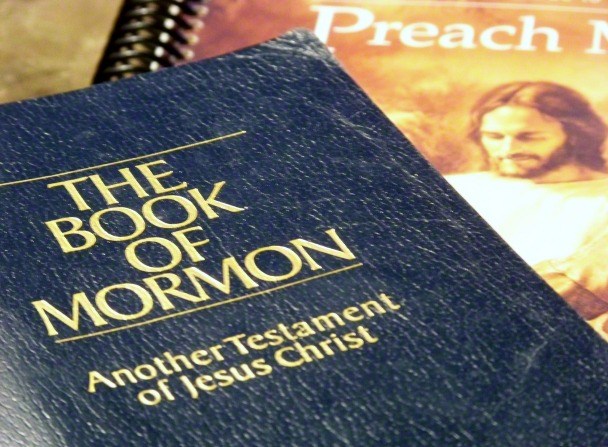 Preach
THE
BOOK
OF
MORMON
Another Testament
of Jesus Christ